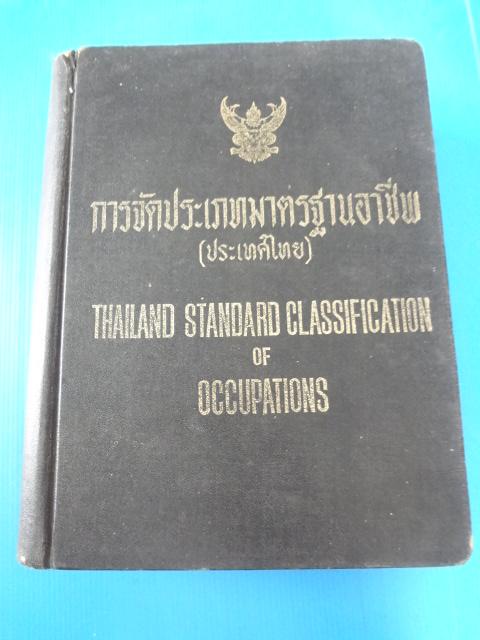 การจัดประเภทมาตรฐานอาชีพ
(ประเทศไทย)
THAILAND STANDARD CLASSIFICATION
OF
OCCUPATIONS